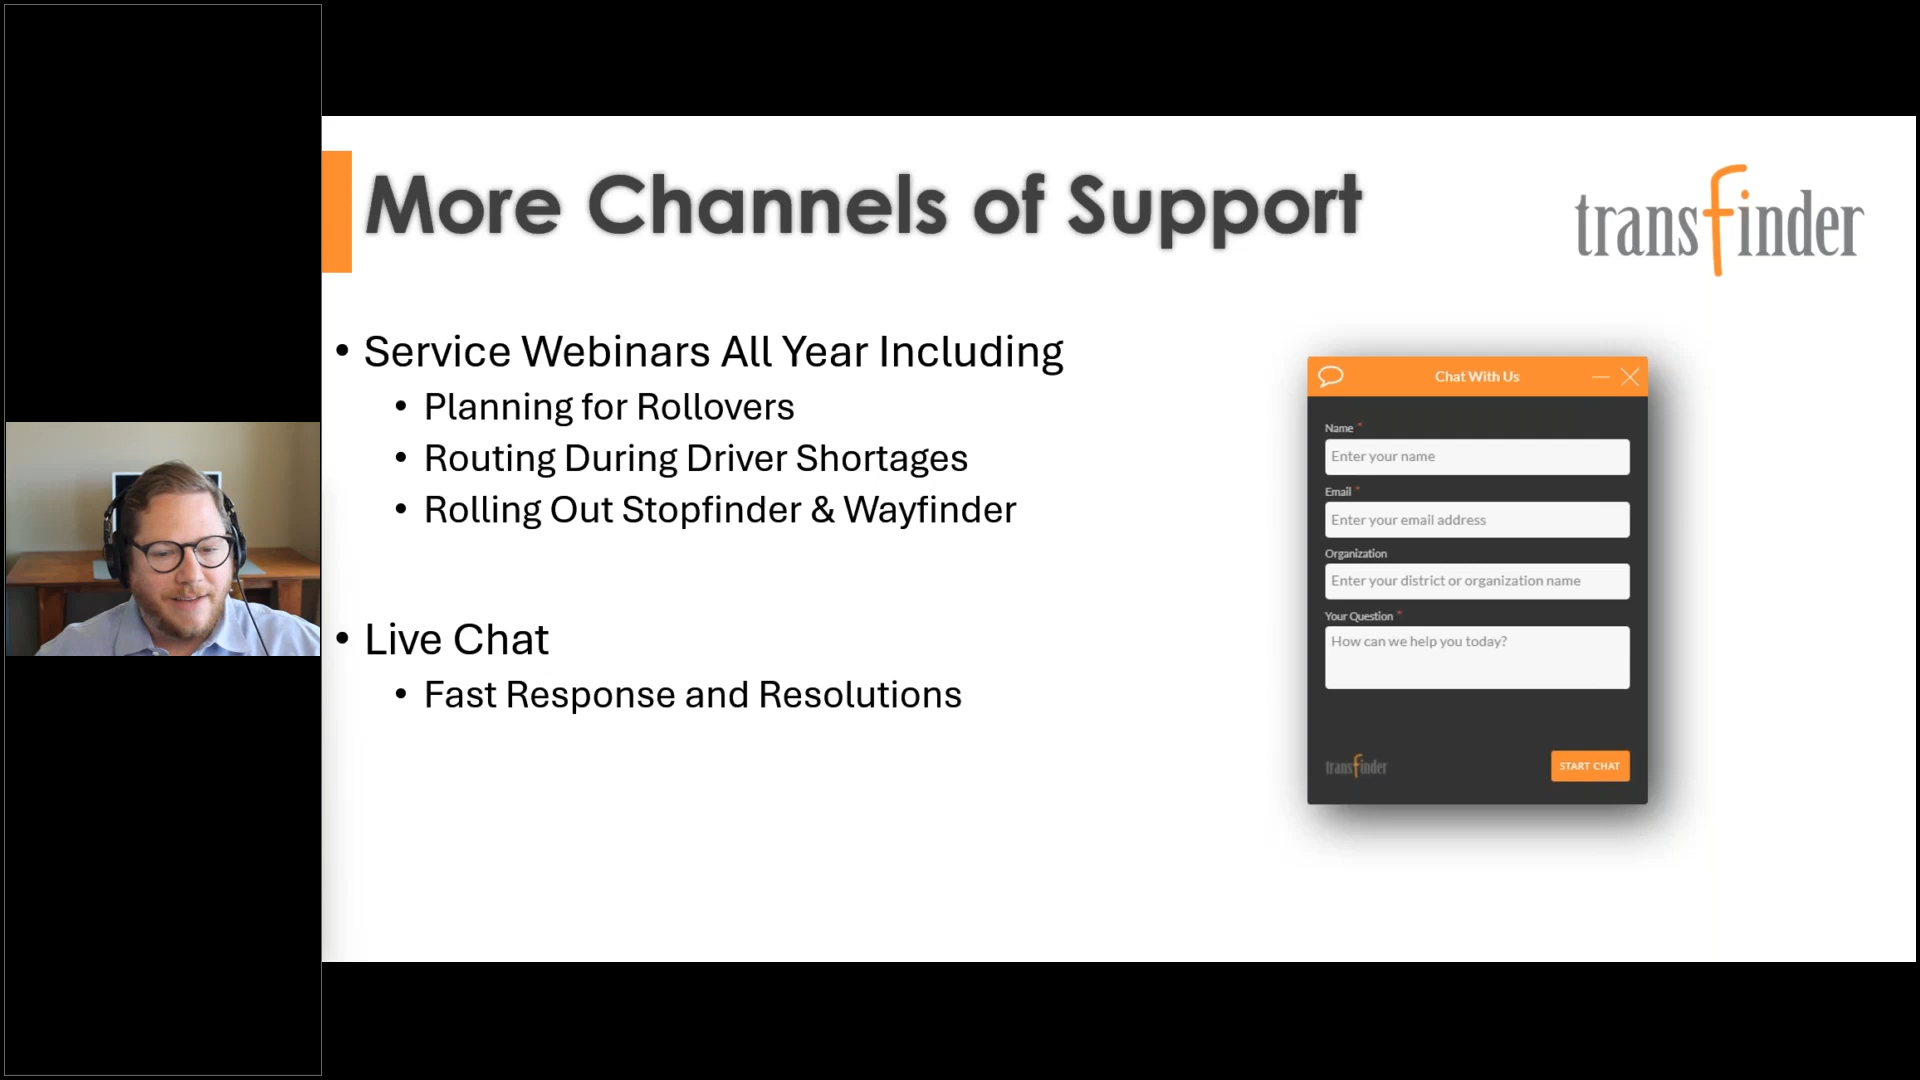 More Channels of Support
transfinder
• Service Webinars All Year Including
• Planning for Rollovers
• Routing During Driver Shortages
• Rolling Out Stopfinder & Wayfinder
• Live Chat
• Fast Response and Resolutions
Chat With Us
Name *
Enter your name
Email *
Enter your email address
Organization
Enter your district or organization name
Your Question *
How can we help you today?
transfinder
START CHAT